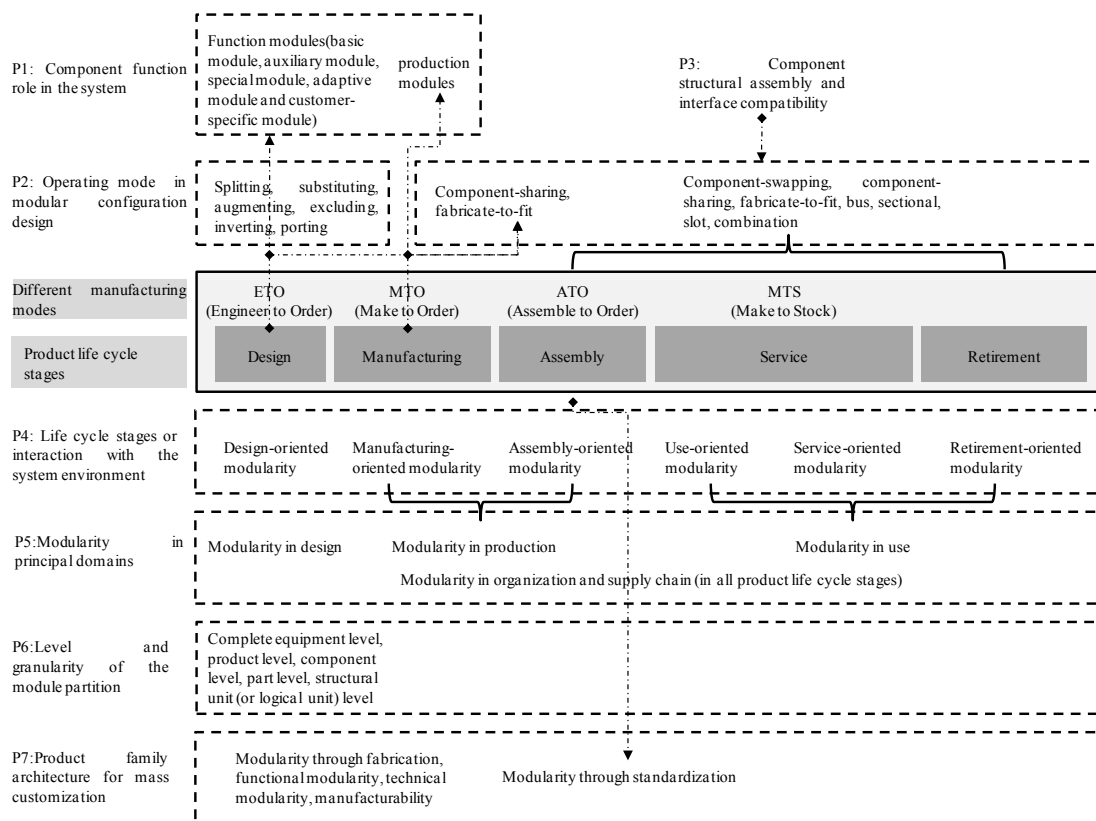 P1: Component function
role in the system
Function modules(basic
module, auxiliary module,
special module, adaptive
module and customer-
specific module)
production
modules
P3: Component
structural assembly and
interface compatibility
P2: Operating mode in
modular configuration
design
Splitting, substituting,
augmenting, excluding,
inverting, porting
Component-sharing,
fabricate-to-fit
Component-swapping, component-
sharing, fabricate-to-fit, bus, sectional,
slot, combination
Different manufacturing
modes
ETO
(Engineer to Order)
MTO
(Make to Order)
ATO
(Assemble to Order)
MTS
(Make to Stock)
Product life cycle
stages
Design
Manufacturing
Assembly
Service
Retirement
P4: Life cycle stages or
interaction with the
system environment
Design-oriented
modularity
Manufacturing-
oriented modularity
Assembly-oriented
modularity
Use-oriented
modularity
Service-oriented
modularity
Retirement-oriented
modularity
P5:Modularity in
principal domains
Modularity in design
Modularity in production
Modularity in use
Modularity in organization and supply chain (in all product life cycle stages)
P6:Level and
granularity of the
module partition
Complete equipment level,
product level, component
level, part level, structural
unit (or logical unit) level
P7:Product family
architecture for mass
customization
Modularity through fabrication,
functional modularity, technical
modularity, manufacturability
Modularity through standardization